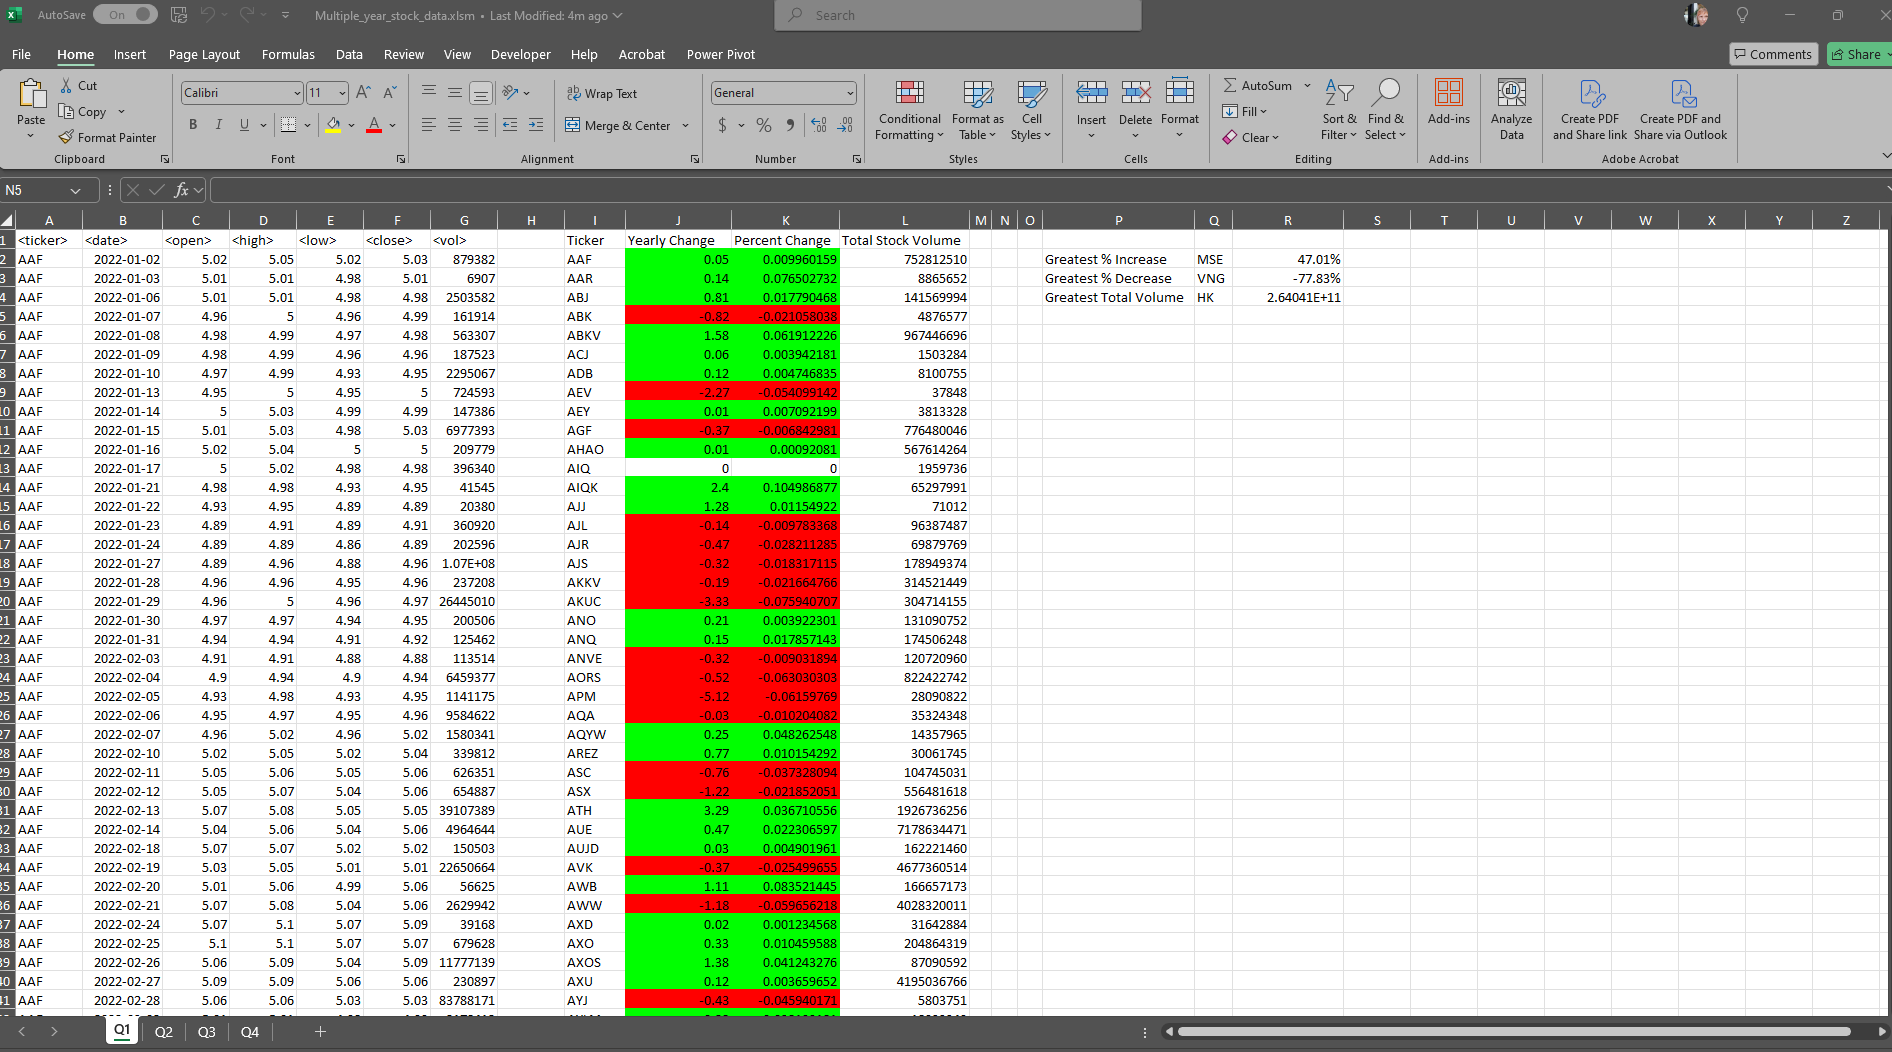 AutoSave On Multiple_year_stock_data.xlsm • Last Modified: 4m ago Search
File Home Insert Page Layout Formulas Data Review View Developer Help Acrobat Power Pivot Comments Share
Paste Cut Copy Format Painter Clipboard
Calibri 11 B I U A Font
Wrap Text Merge & Center Alignment
General $ % Number
Conditional Formatting Format as Table Cell Styles Styles
Insert Delete Format Cells
AutoSum Fill Clear Sort & Filter Find & Select Editing
Add-ins Add-ins
Analyze Data
Create PDF and Share link Create PDF and Share via Outlook Adobe Acrobat
N5 fx
A B C D E F G H I J K L M N O P Q R S T U V W X Y Z
1 <ticker> <date> <open> <high> <low> <close> <vol> Ticker Yearly Change Percent Change Total Stock Volume
2 AAF 2022-01-02 5.02 5.05 5.02 5.03 879382 AAF 0.05 0.009960159 752812510 Greatest % Increase MSE 47.01%
3 AAF 2022-01-03 5.01 5.01 4.98 5.01 6907 AAR 0.14 0.076502732 8865652 Greatest % Decrease VNG -77.83%
4 AAF 2022-01-06 5.01 5.01 4.98 4.98 2503582 ABJ 0.81 0.017790468 141569994 Greatest Total Volume HK 2.64041E+11
5 AAF 2022-01-07 4.96 5 4.96 4.99 161914 ABK -0.82 -0.021058038 4876577
6 AAF 2022-01-08 4.98 4.99 4.97 4.98 563307 ABKV 1.58 0.061912226 967446696
7 AAF 2022-01-09 4.98 4.99 4.96 4.96 187523 ACJ 0.06 0.003942181 1503284
8 AAF 2022-01-10 4.97 4.99 4.93 4.95 2295067 ADB 0.12 0.004746835 8100755
9 AAF 2022-01-13 4.95 5 4.95 5 724593 AEV -2.27 -0.054099142 37848
10 AAF 2022-01-14 5 5.03 4.99 4.99 147386 AEY 0.01 0.007092199 3813328
11 AAF 2022-01-15 5.01 5.03 4.98 5.03 6977393 AGF -0.37 -0.006842981 776480046
12 AAF 2022-01-16 5.02 5.04 5 5 209779 AHAO 0.01 0.00092081 567614264
13 AAF 2022-01-17 5 5.02 4.98 4.98 396340 AIQ 0 0 1959736
14 AAF 2022-01-21 4.98 4.98 4.93 4.95 41545 AIQK 2.4 0.104986877 65297991
15 AAF 2022-01-22 4.93 4.95 4.89 4.89 20380 AJJ 1.28 0.01154922 71012
16 AAF 2022-01-23 4.89 4.91 4.89 4.91 360920 AJL -0.14 -0.009783368 96387487
17 AAF 2022-01-24 4.89 4.89 4.86 4.89 202596 AJR -0.47 -0.028211285 69879769
18 AAF 2022-01-27 4.89 4.96 4.88 4.96 1.07E+08 AJS -0.32 -0.018317115 178949374
19 AAF 2022-01-28 4.96 4.96 4.95 4.96 237208 AKKV -0.19 -0.021664766 314521449
20 AAF 2022-01-29 4.96 5 4.96 4.97 26445010 AKUC -3.33 -0.075940707 304714155
21 AAF 2022-01-30 4.97 4.97 4.94 4.95 200506 ANO 0.21 0.003922301 131090752
22 AAF 2022-01-31 4.94 4.94 4.91 4.92 125462 ANQ 0.15 0.017857143 174506248
23 AAF 2022-02-03 4.91 4.91 4.88 4.88 113514 ANVE -0.32 -0.009031894 120720960
24 AAF 2022-02-04 4.9 4.94 4.9 4.94 6459377 AORS -0.52 -0.063030303 822422742
25 AAF 2022-02-05 4.93 4.98 4.93 4.95 1141175 APM -5.12 -0.06159769 28090822
26 AAF 2022-02-06 4.95 4.97 4.95 4.96 9584622 AQA -0.03 -0.010204082 35324348
27 AAF 2022-02-07 4.96 5.02 4.96 5.02 1580341 AQYW 0.25 0.048262548 14357965
28 AAF 2022-02-10 5.02 5.05 5.02 5.04 339812 AREZ 0.77 0.010154292 30061745
29 AAF 2022-02-11 5.05 5.06 5.05 5.06 626351 ASC -0.76 -0.037328094 104745031
30 AAF 2022-02-12 5.05 5.07 5.04 5.06 654887 ASX -1.22 -0.021852051 556481618
31 AAF 2022-02-13 5.07 5.08 5.05 5.05 39107389 ATH 3.29 0.036710556 1926736256
32 AAF 2022-02-14 5.04 5.06 5.04 5.06 4964644 AUE 0.47 0.022306597 7178634471
33 AAF 2022-02-18 5.07 5.07 5.02 5.02 150503 AUJD 0.03 0.004901961 162221460
34 AAF 2022-02-19 5.03 5.05 5.01 5.01 22650664 AVK -0.37 -0.025499655 4677360514
35 AAF 2022-02-20 5.01 5.06 4.99 5.06 56625 AWB 1.11 0.083521445 166657173
36 AAF 2022-02-21 5.07 5.08 5.04 5.06 2629942 AWW -1.18 -0.059656218 4028320011
37 AAF 2022-02-24 5.07 5.1 5.07 5.09 39168 AXD 0.02 0.001234568 31642884
38 AAF 2022-02-25 5.1 5.1 5.07 5.07 679628 AXO 0.33 0.010459588 204864319
39 AAF 2022-02-26 5.06 5.09 5.04 5.09 11777139 AXOS 1.38 0.041243276 87090592
40 AAF 2022-02-27 5.09 5.09 5.06 5.06 230897 AXU 0.12 0.003659652 4195036766
41 AAF 2022-02-28 5.06 5.06 5.03 5.03 83788171 AYJ -0.43 -0.045940171 5803751
Q1 Q2 Q3 Q4